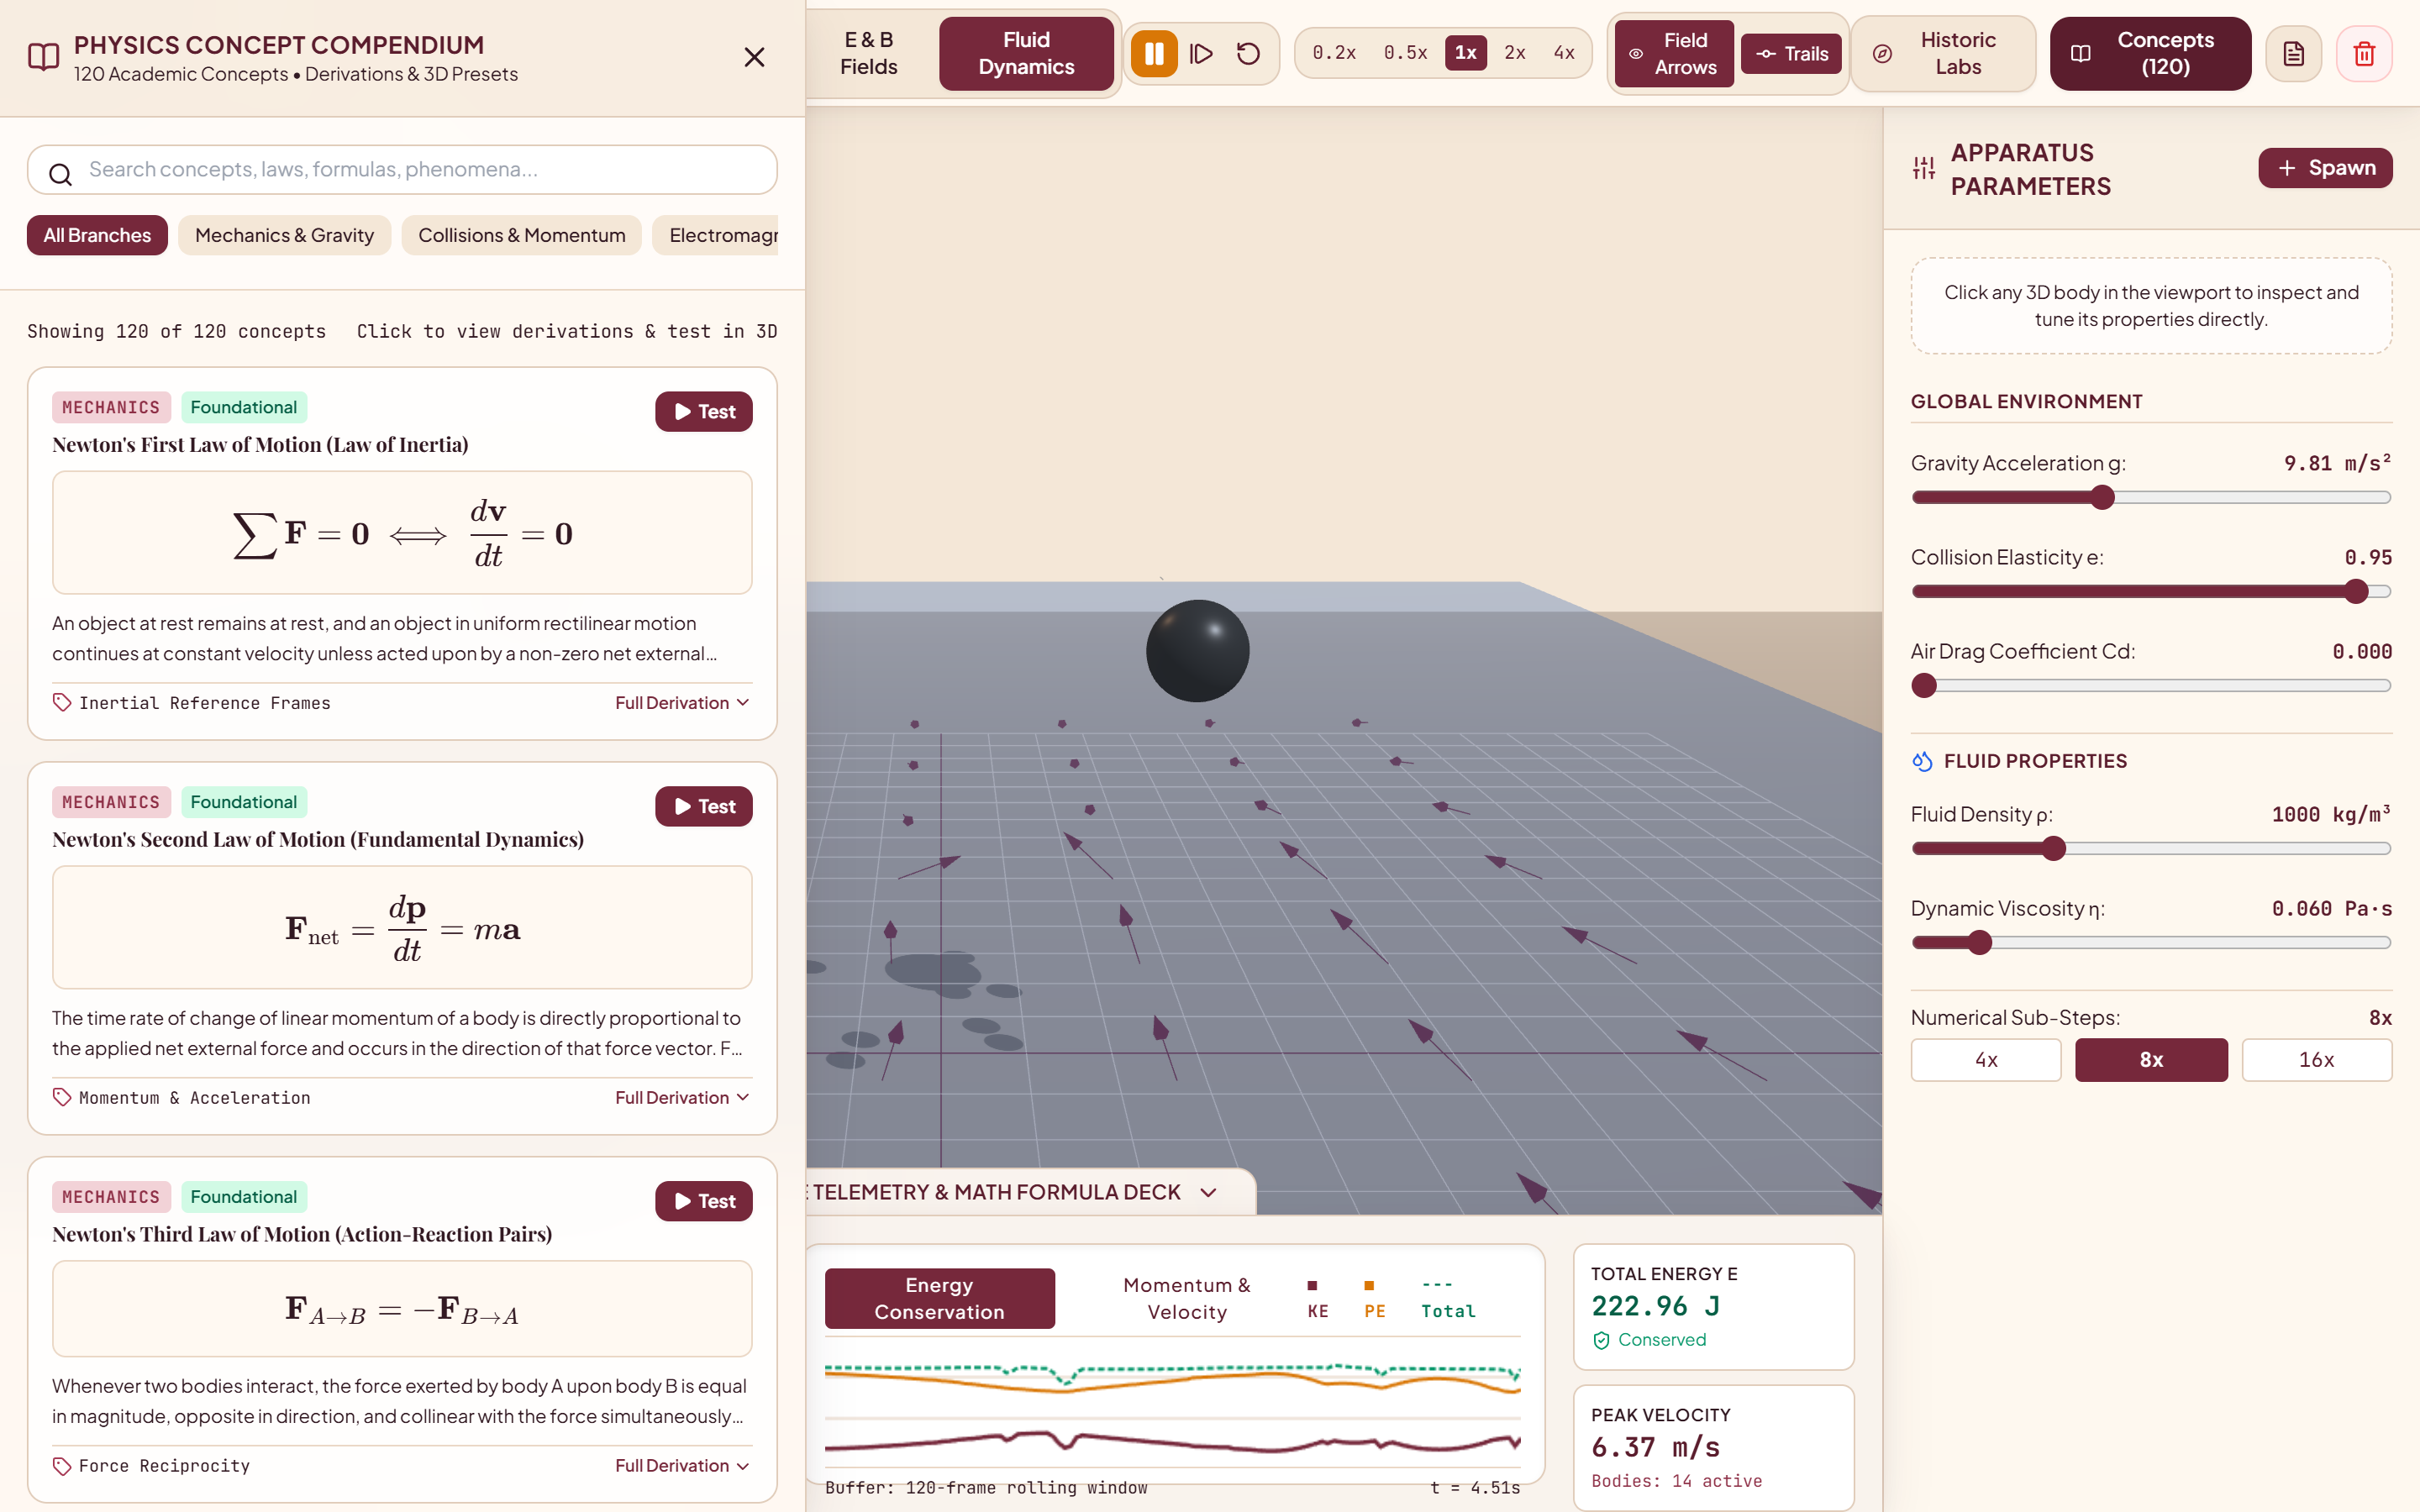 PHYSICS CONCEPT COMPENDIUM
120 Academic Concepts • Derivations & 3D Presets
Search concepts, laws, formulas, phenomena...
All Branches
Mechanics & Gravity
Collisions & Momentum
Electromagr
Showing 120 of 120 concepts
Click to view derivations & test in 3D
MECHANICS
Foundational
Test
Newton's First Law of Motion (Law of Inertia)
∑F = 0 ⟺ dv/dt = 0
An object at rest remains at rest, and an object in uniform rectilinear motion
continues at constant velocity unless acted upon by a non-zero net external...
Inertial Reference Frames
Full Derivation
MECHANICS
Foundational
Test
Newton's Second Law of Motion (Fundamental Dynamics)
F_net = dp/dt = ma
The time rate of change of linear momentum of a body is directly proportional to
the applied net external force and occurs in the direction of that force vector. F...
Momentum & Acceleration
Full Derivation
MECHANICS
Foundational
Test
Newton's Third Law of Motion (Action-Reaction Pairs)
F_{A→B} = −F_{B→A}
Whenever two bodies interact, the force exerted by body A upon body B is equal
in magnitude, opposite in direction, and collinear with the force simultaneously...
Force Reciprocity
Full Derivation
E & B
Fields
Fluid
Dynamics
0.2x
0.5x
1x
2x
4x
Field
Arrows
Trails
Historic
Labs
Concepts
(120)
TELEMETRY & MATH FORMULA DECK
Energy
Conservation
Momentum &
Velocity
KE
PE
---
Total
Buffer: 120-frame rolling window
t = 4.51s
TOTAL ENERGY E
222.96 J
Conserved
PEAK VELOCITY
6.37 m/s
Bodies: 14 active
APPARATUS
PARAMETERS
Spawn
Click any 3D body in the viewport to inspect and
tune its properties directly.
GLOBAL ENVIRONMENT
Gravity Acceleration g:
9.81 m/s²
Collision Elasticity e:
0.95
Air Drag Coefficient Cd:
0.000
FLUID PROPERTIES
Fluid Density ρ:
1000 kg/m³
Dynamic Viscosity η:
0.060 Pa·s
Numerical Sub-Steps:
8x
4x
8x
16x